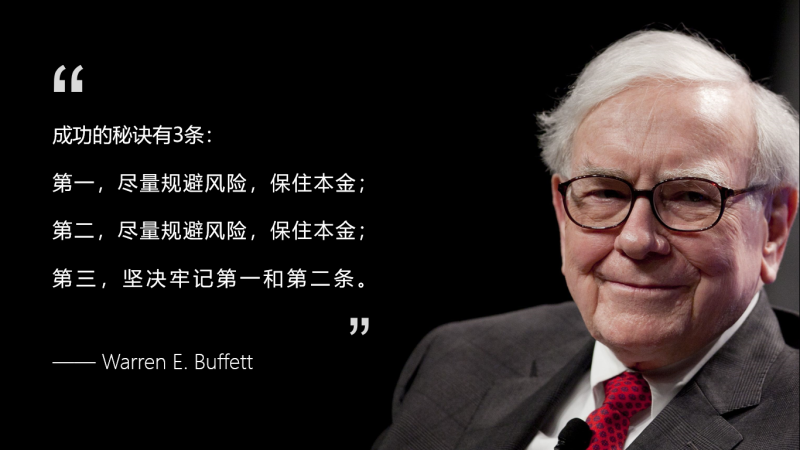 “
成功的秘诀有3条：
第一，尽量规避风险，保住本金；
第二，尽量规避风险，保住本金；
第三，坚决牢记第一和第二条。
”
—— Warren E. Buffett